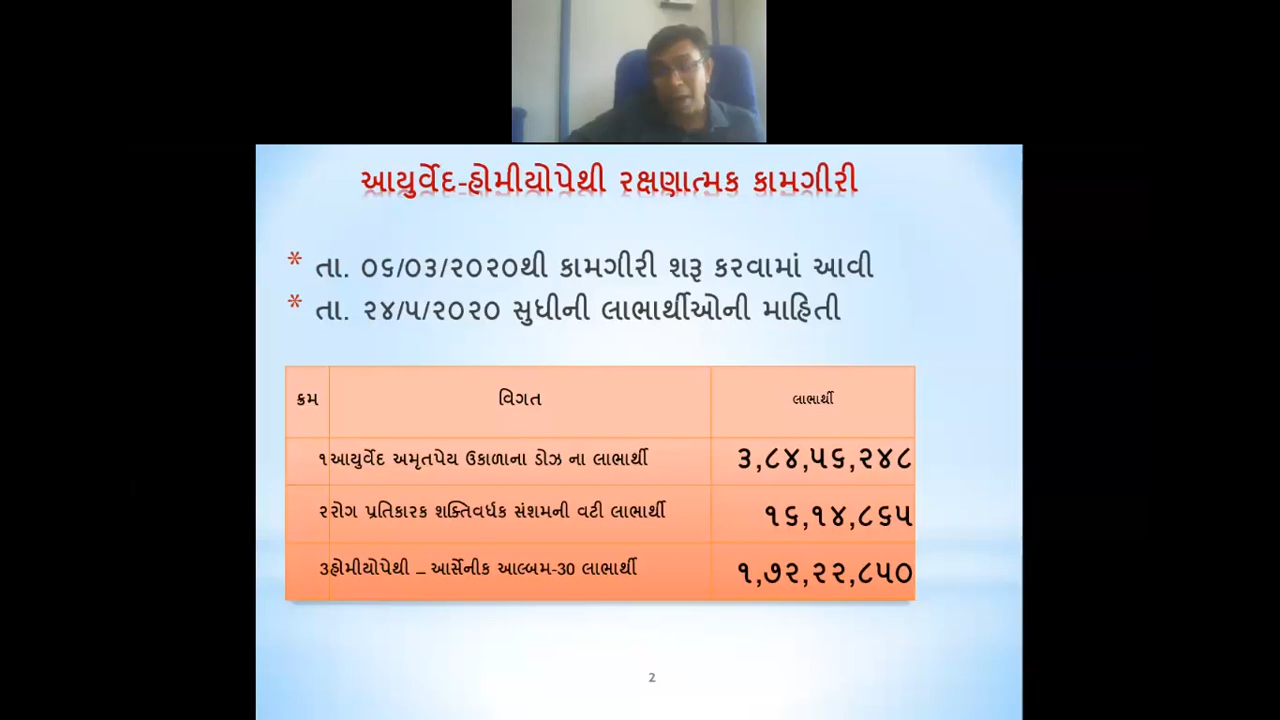 આયુર્વેદ-હોમીયોપેથી રક્ષણાત્મક કામગીરી
* તા. ૦૬/૦૩/૨૦૨૦થી કામગીરી શરૂ કરવામાં આવી
* તા. ૨૪/૫/૨૦૨૦ સુધીની લાભાર્થીઓની માહિતી
ક્રમ વિગત લાભાર્થી
૧ આયુર્વેદ અમૃતપેય ઉકાળાના ડોઝ ના લાભાર્થી ૩,૮૪,૫૬,૨૪૮
૨ રોગ પ્રતિકારક શક્તિવર્ધક સંશમની વટી લાભાર્થી ૧૬,૧૪,૮૬૫
૩ હોમીયોપેથી – આર્સેનીક આલ્બમ-30 લાભાર્થી ૧,૭૨,૨૨,૮૫૦
2